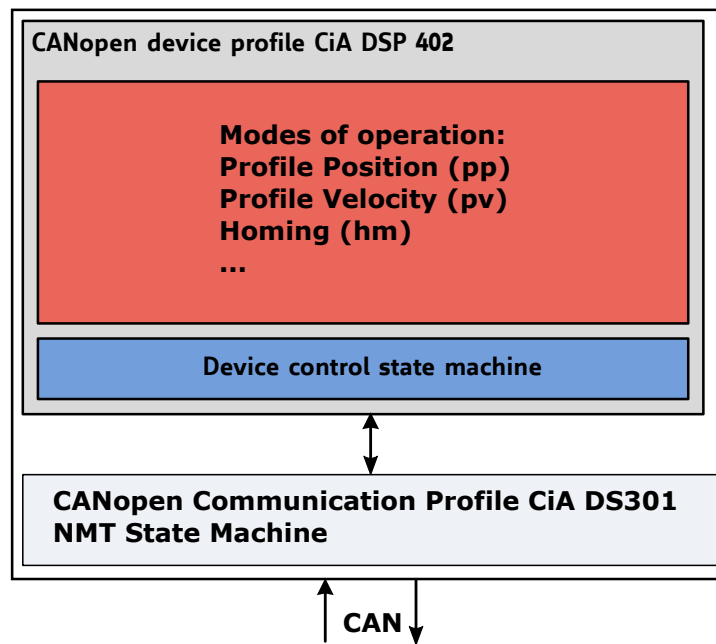 CANopen device profile CiA DSP 402
Modes of operation:
Profile Position (pp)
Profile Velocity (pv)
Homing (hm)
...
Device control state machine
CANopen Communication Profile CiA DS301
NMT State Machine
CAN